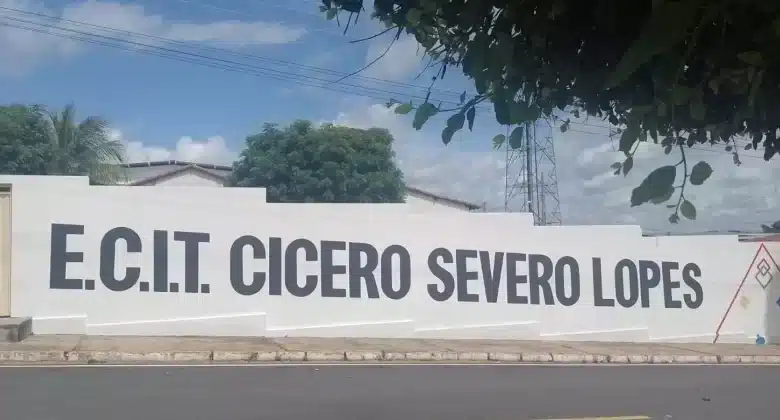 E.C.I.T. CICERO SEVERO LOPES